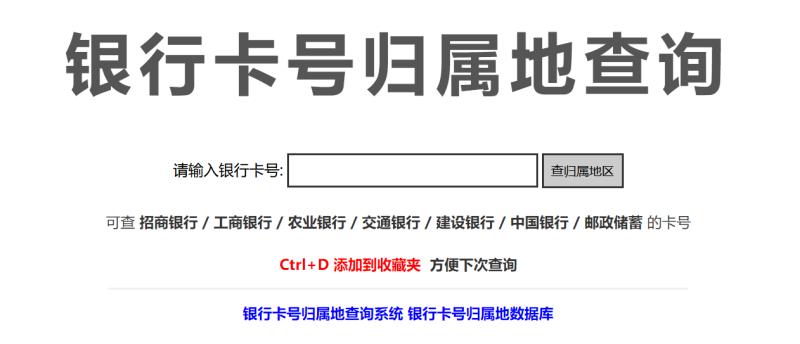 银行卡号归属地查询
请输入银行卡号: 查归属地区
可查 招商银行 / 工商银行 / 农业银行 / 交通银行 / 建设银行 / 中国银行 / 邮政储蓄 的卡号
Ctrl+D 添加到收藏夹 方便下次查询
银行卡号归属地查询系统 银行卡号归属地数据库